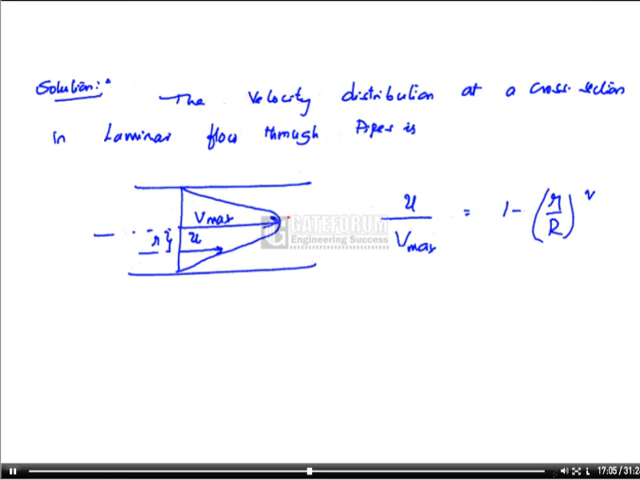 Solution:- The Velocity distribution at a cross-section
in Laminar flow through Pipes is
Vmax
r
u
u / Vmax = 1 - (r/R)²
GATEFORUM
Engineering Success
17:05 / 31:2